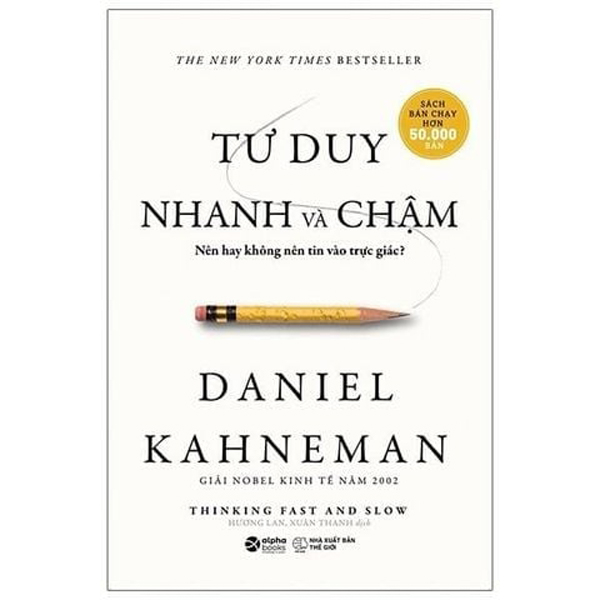 THE NEW YORK TIMES BESTSELLER
SÁCH
BÁN CHẠY
HƠN
50.000
BẢN
TƯ DUY
NHANH VÀ CHẬM
Nên hay không nên tin vào trực giác?
DANIEL
KAHNEMAN
GIẢI NOBEL KINH TẾ NĂM 2002
THINKING FAST AND SLOW
HƯƠNG LAN, XUÂN THANH dịch
alpha
books
NHÀ XUẤT BẢN
THẾ GIỚI